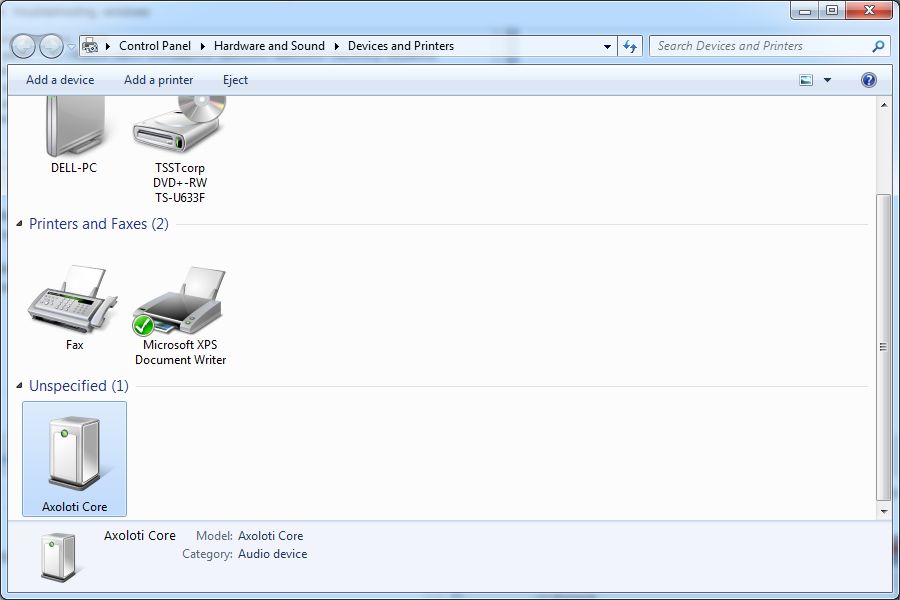 Control Panel
Hardware and Sound
Devices and Printers
Search Devices and Printers
Add a device
Add a printer
Eject
DELL-PC
TSSTcorp
DVD+-RW
TS-U633F
Printers and Faxes (2)
Fax
Microsoft XPS
Document Writer
Unspecified (1)
Axoloti Core
Axoloti Core
Model: Axoloti Core
Category: Audio device